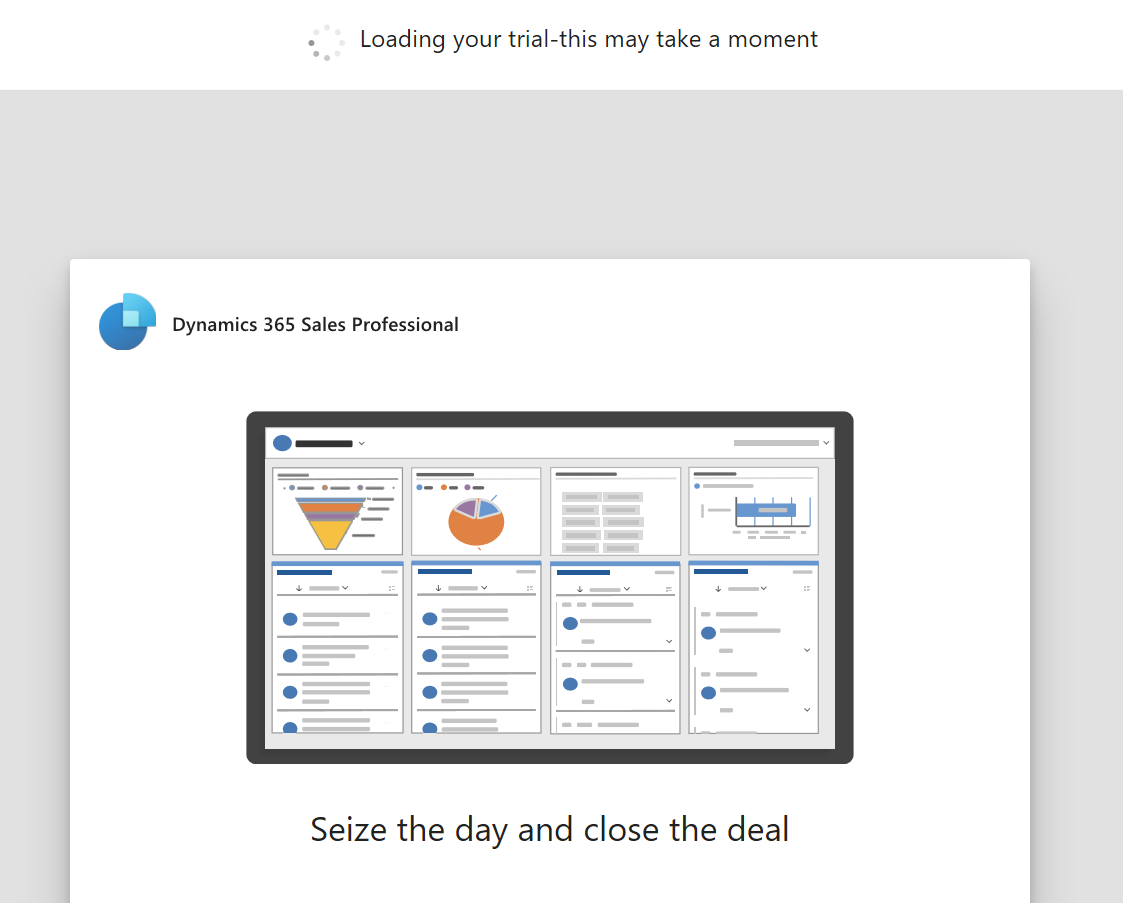 Loading your trial-this may take a moment
Dynamics 365 Sales Professional
Seize the day and close the deal